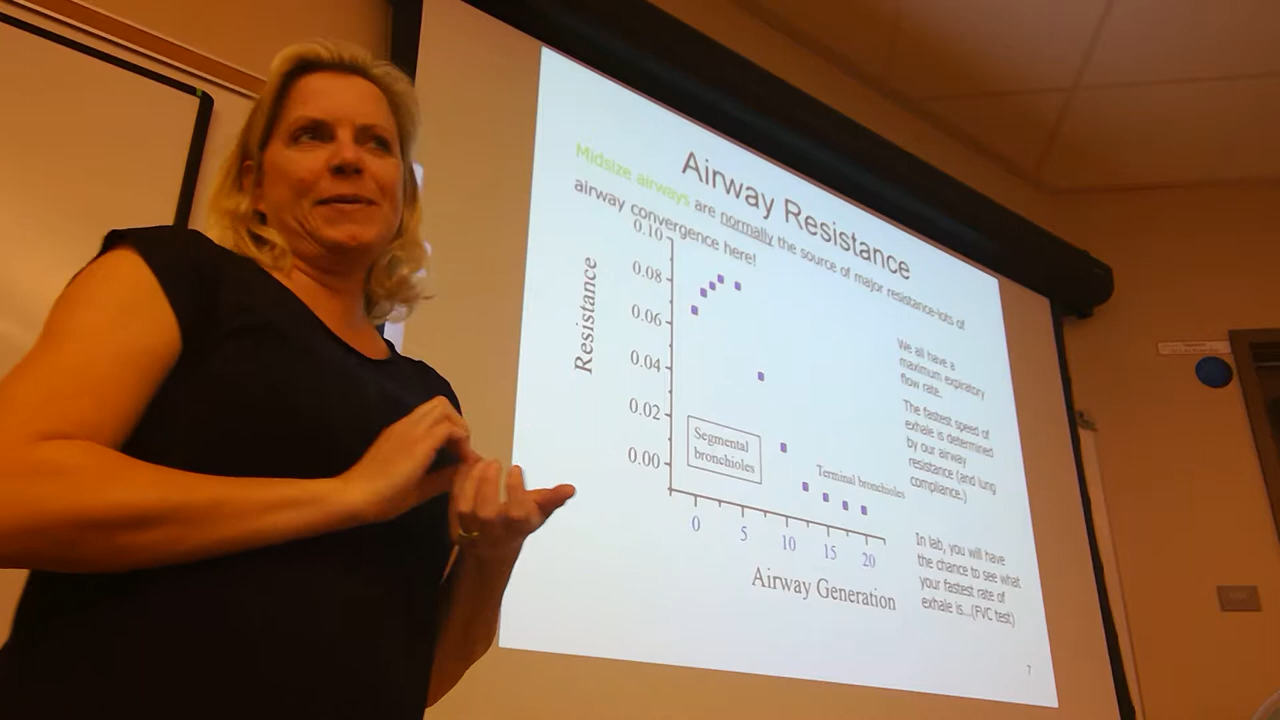 Airway Resistance
Midsize airways are normally the source of major resistance-lots of
airway convergence here!
0.10
0.08
0.06
0.04
0.02
0.00
Resistance
Segmental
bronchioles
Terminal bronchioles
0 5 10 15 20
Airway Generation
We all have a
maximum expiratory
flow rate.
The fastest speed of
exhale is determined
by our airway
resistance (and lung
compliance.)
In lab, you will have
the chance to see what
your fastest rate of
exhale is...(FVC test)
7